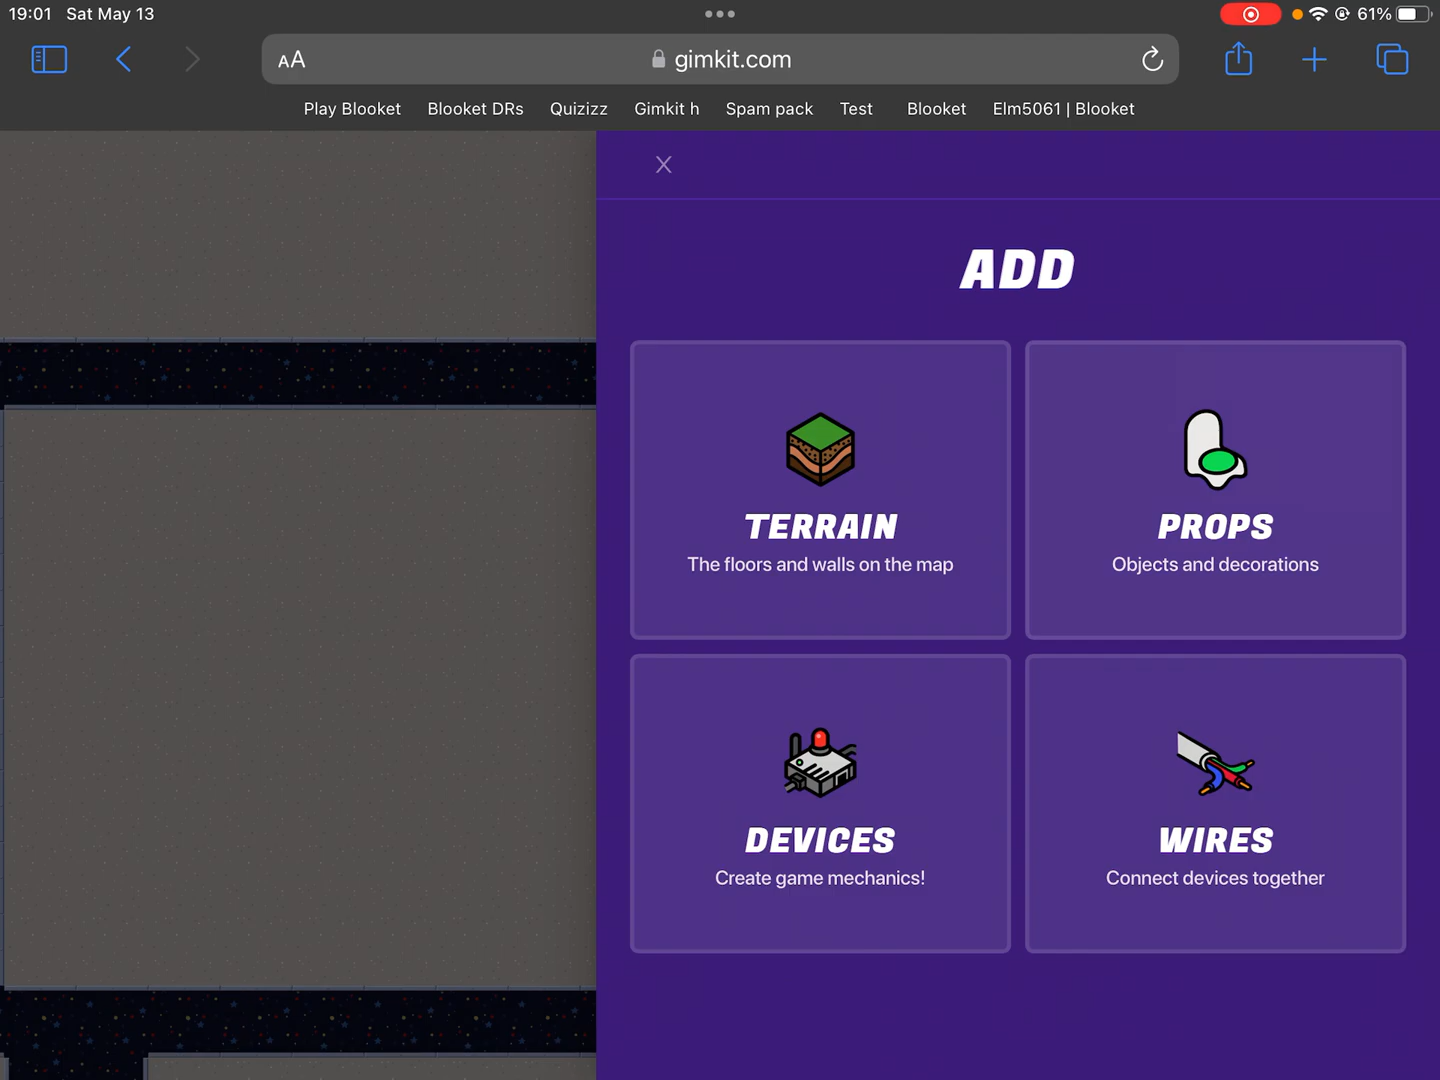 19:01 Sat May 13
61%
AA
gimkit.com
Play Blooket Blooket DRs Quizizz Gimkit h Spam pack Test Blooket Elm5061 | Blooket
X
ADD
TERRAIN
The floors and walls on the map
PROPS
Objects and decorations
DEVICES
Create game mechanics!
WIRES
Connect devices together